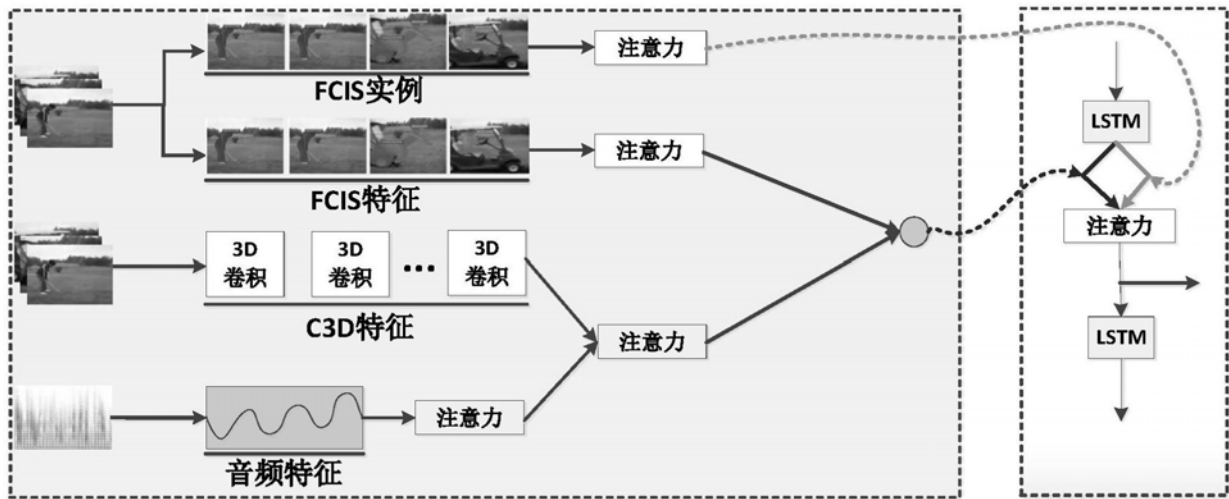 注意力
FCIS实例
注意力
FCIS特征
3D
卷积
3D
卷积
...
3D
卷积
C3D特征
注意力
注意力
音频特征
LSTM
注意力
LSTM